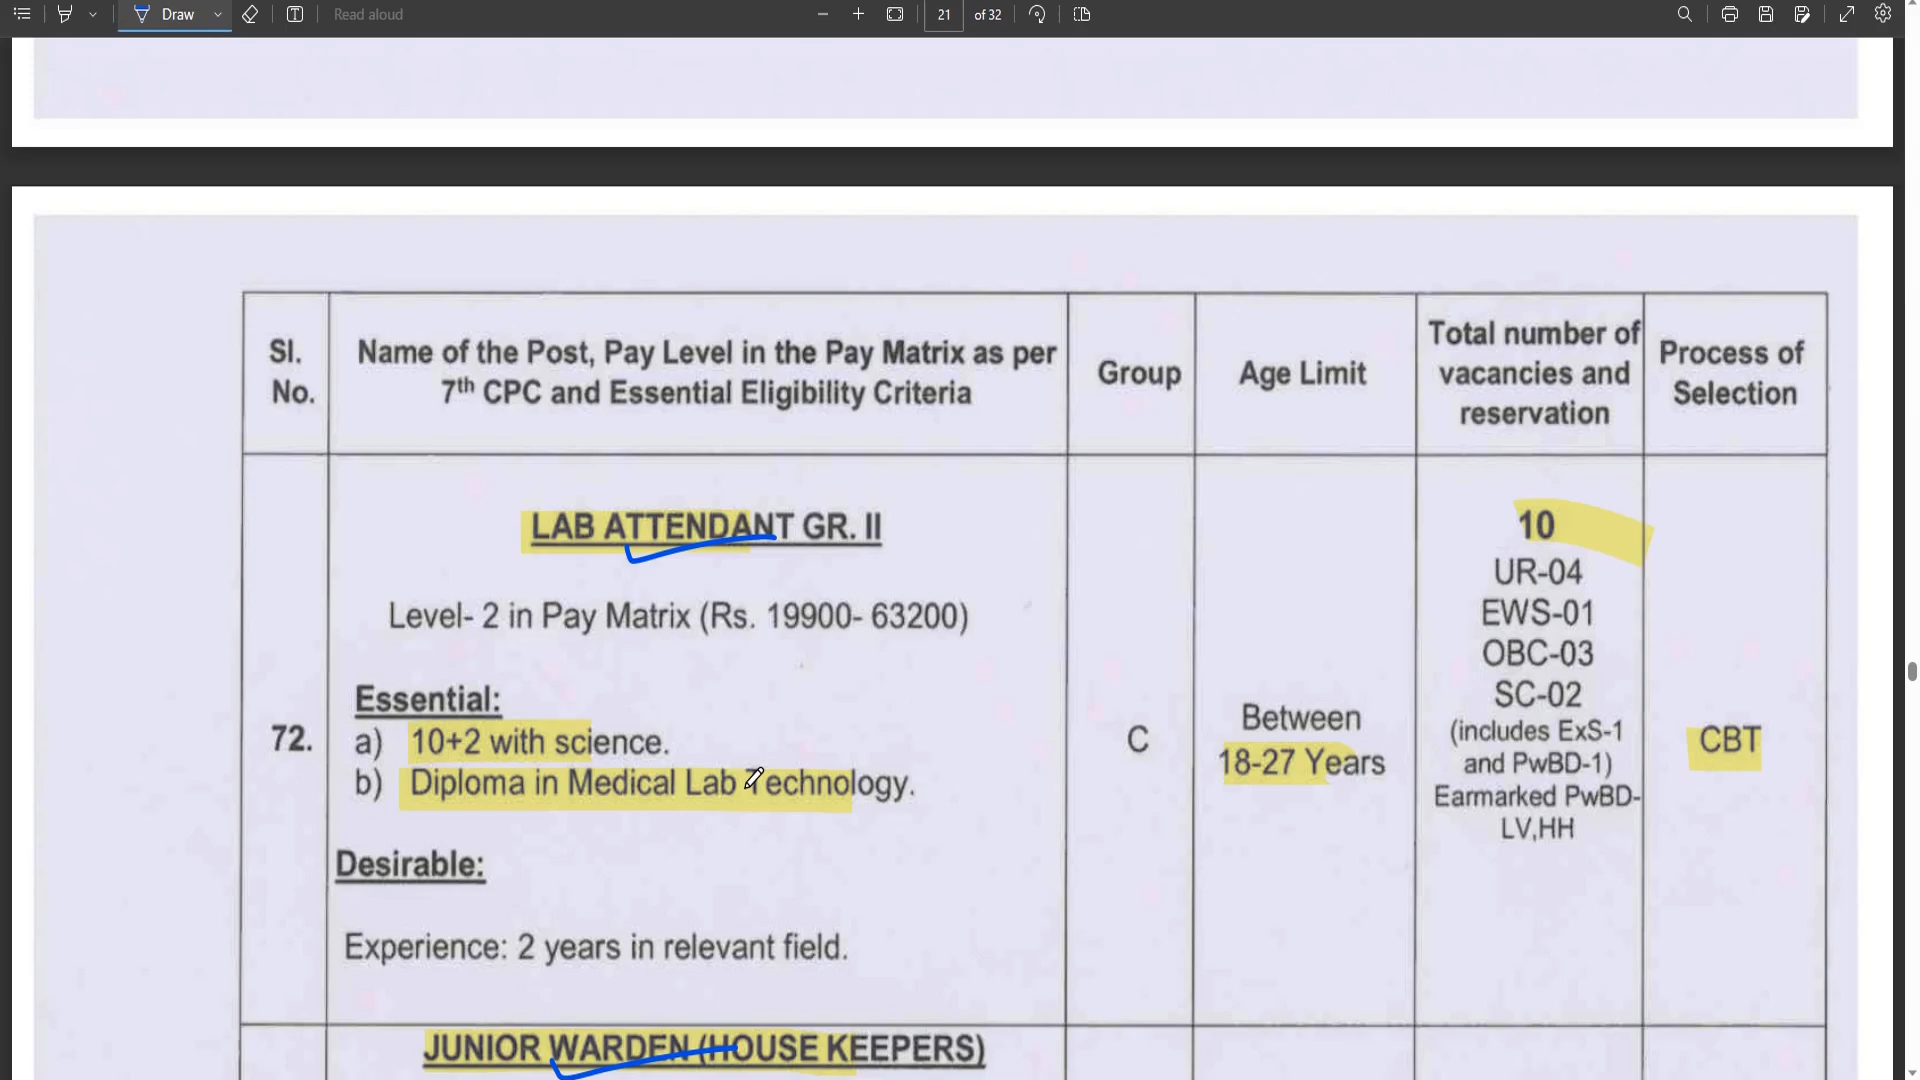 Draw
Read aloud
21
of 32
Sl.
No.
Name of the Post, Pay Level in the Pay Matrix as per
7th CPC and Essential Eligibility Criteria
Group
Age Limit
Total number of
vacancies and
reservation
Process of
Selection
72.
LAB ATTENDANT GR. II
Level- 2 in Pay Matrix (Rs. 19900- 63200)
Essential:
a) 10+2 with science.
b) Diploma in Medical Lab Technology.
Desirable:
Experience: 2 years in relevant field.
C
Between
18-27 Years
10
UR-04
EWS-01
OBC-03
SC-02
(includes ExS-1
and PwBD-1)
Earmarked PwBD-
LV,HH
CBT
JUNIOR WARDEN (HOUSE KEEPERS)